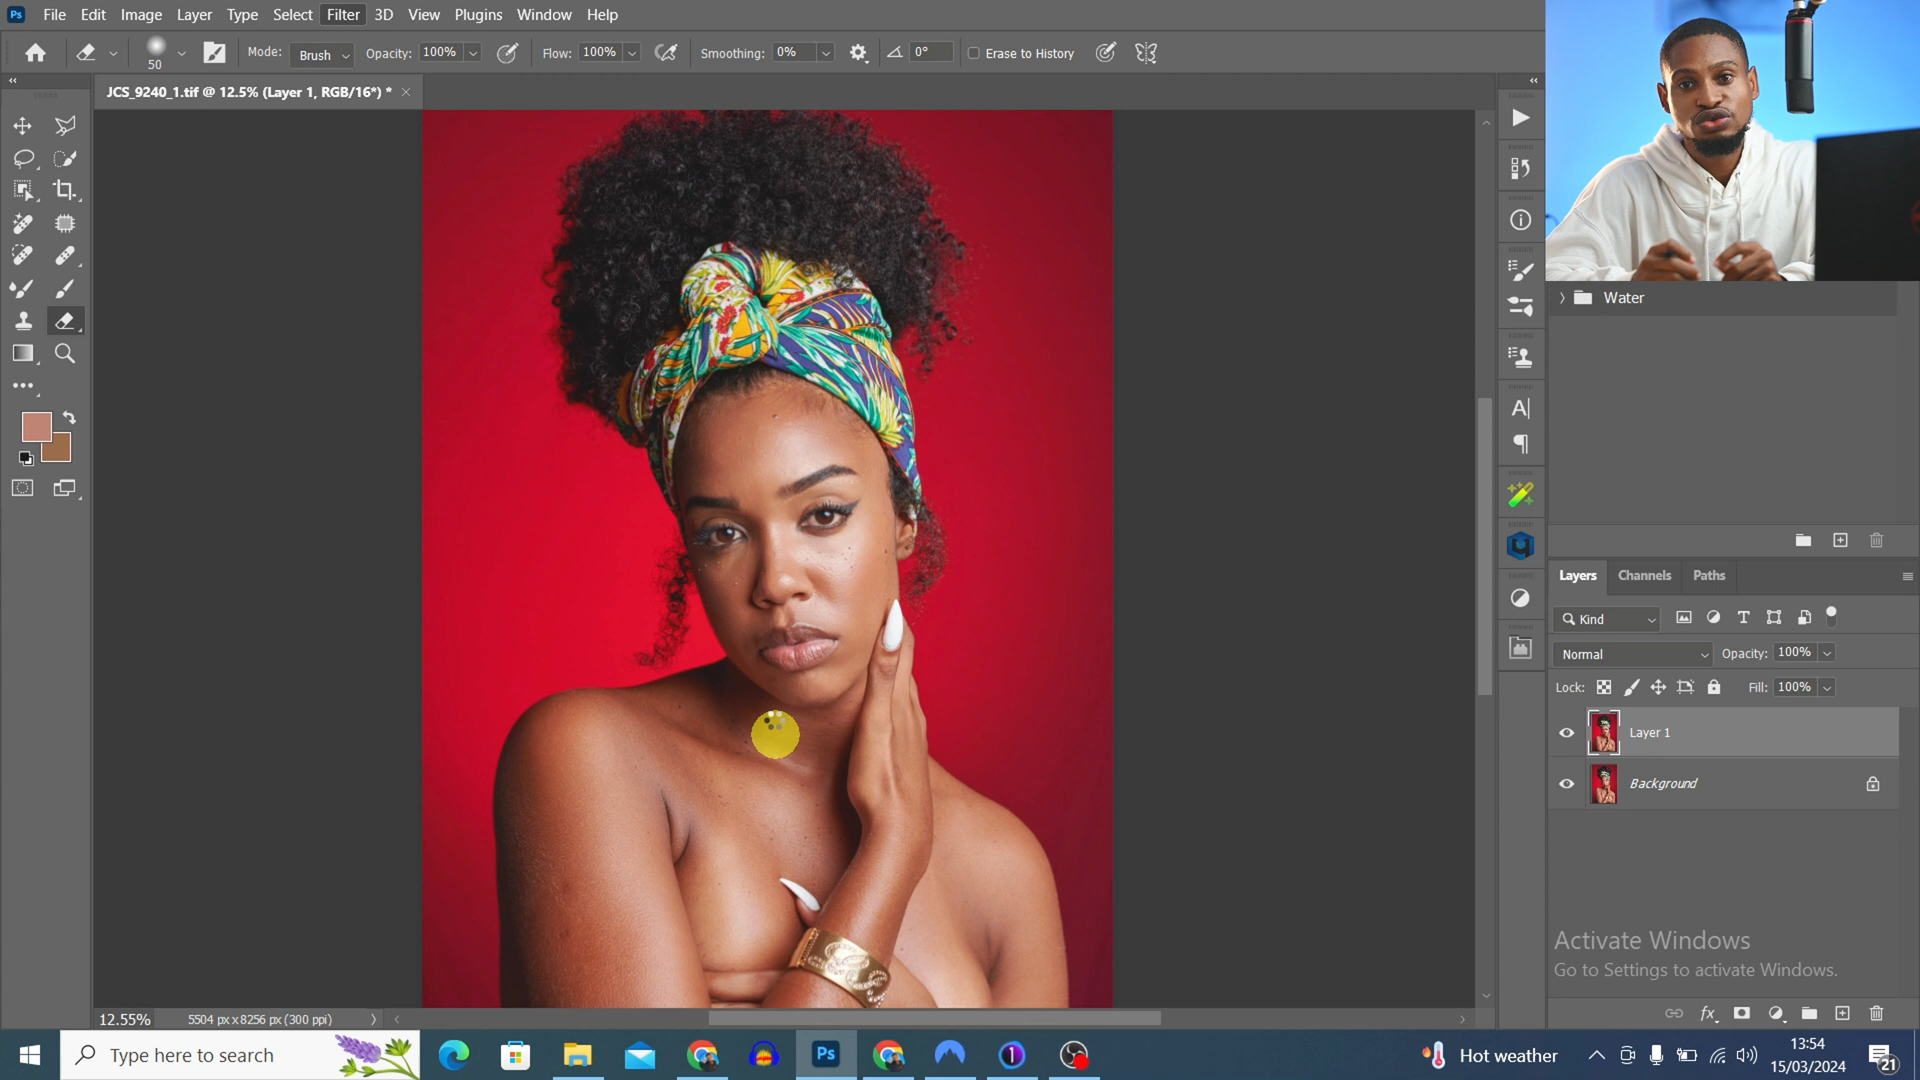 Ps File Edit Image Layer Type Select Filter 3D View Plugins Window Help
50 Mode: Brush Opacity: 100% Flow: 100% Smoothing: 0% 0° Erase to History
JCS_9240_1.tif @ 12.5% (Layer 1, RGB/16*) * ×
Water
Layers Channels Paths
Kind
Normal Opacity: 100%
Lock: Fill: 100%
Layer 1
Background
Activate Windows
Go to Settings to activate Windows.
12.55% 5504 px x 8256 px (300 ppi)
Type here to search
Ps
Hot weather
13:54
15/03/2024
21